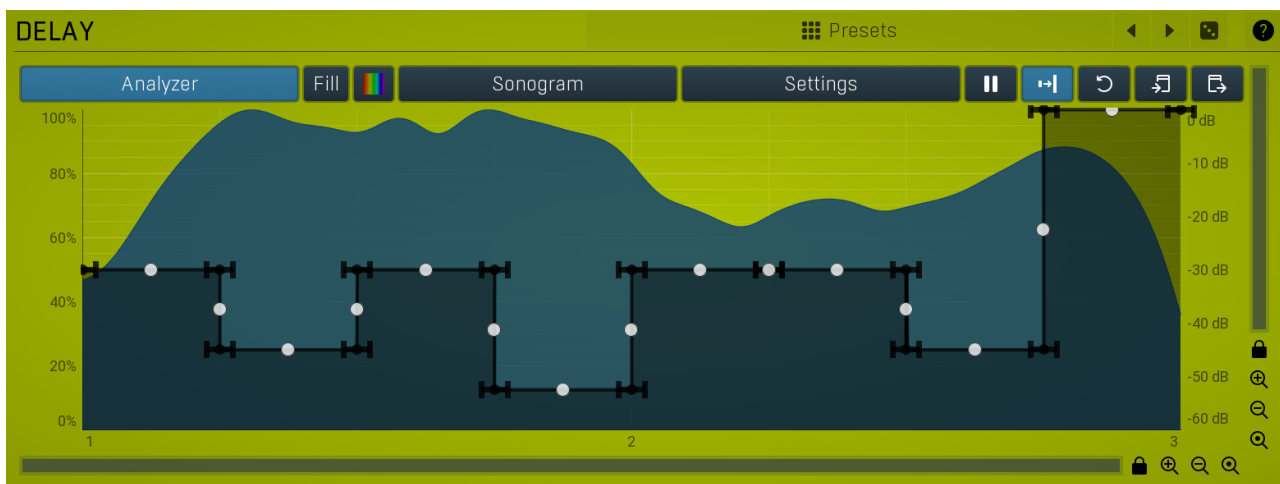 DELAY
Presets
?
Analyzer Fill Sonogram Settings
100% 0 dB
80% -10 dB
-20 dB
60%
-30 dB
40%
-40 dB
20%
-50 dB
0% -60 dB
1 2 3